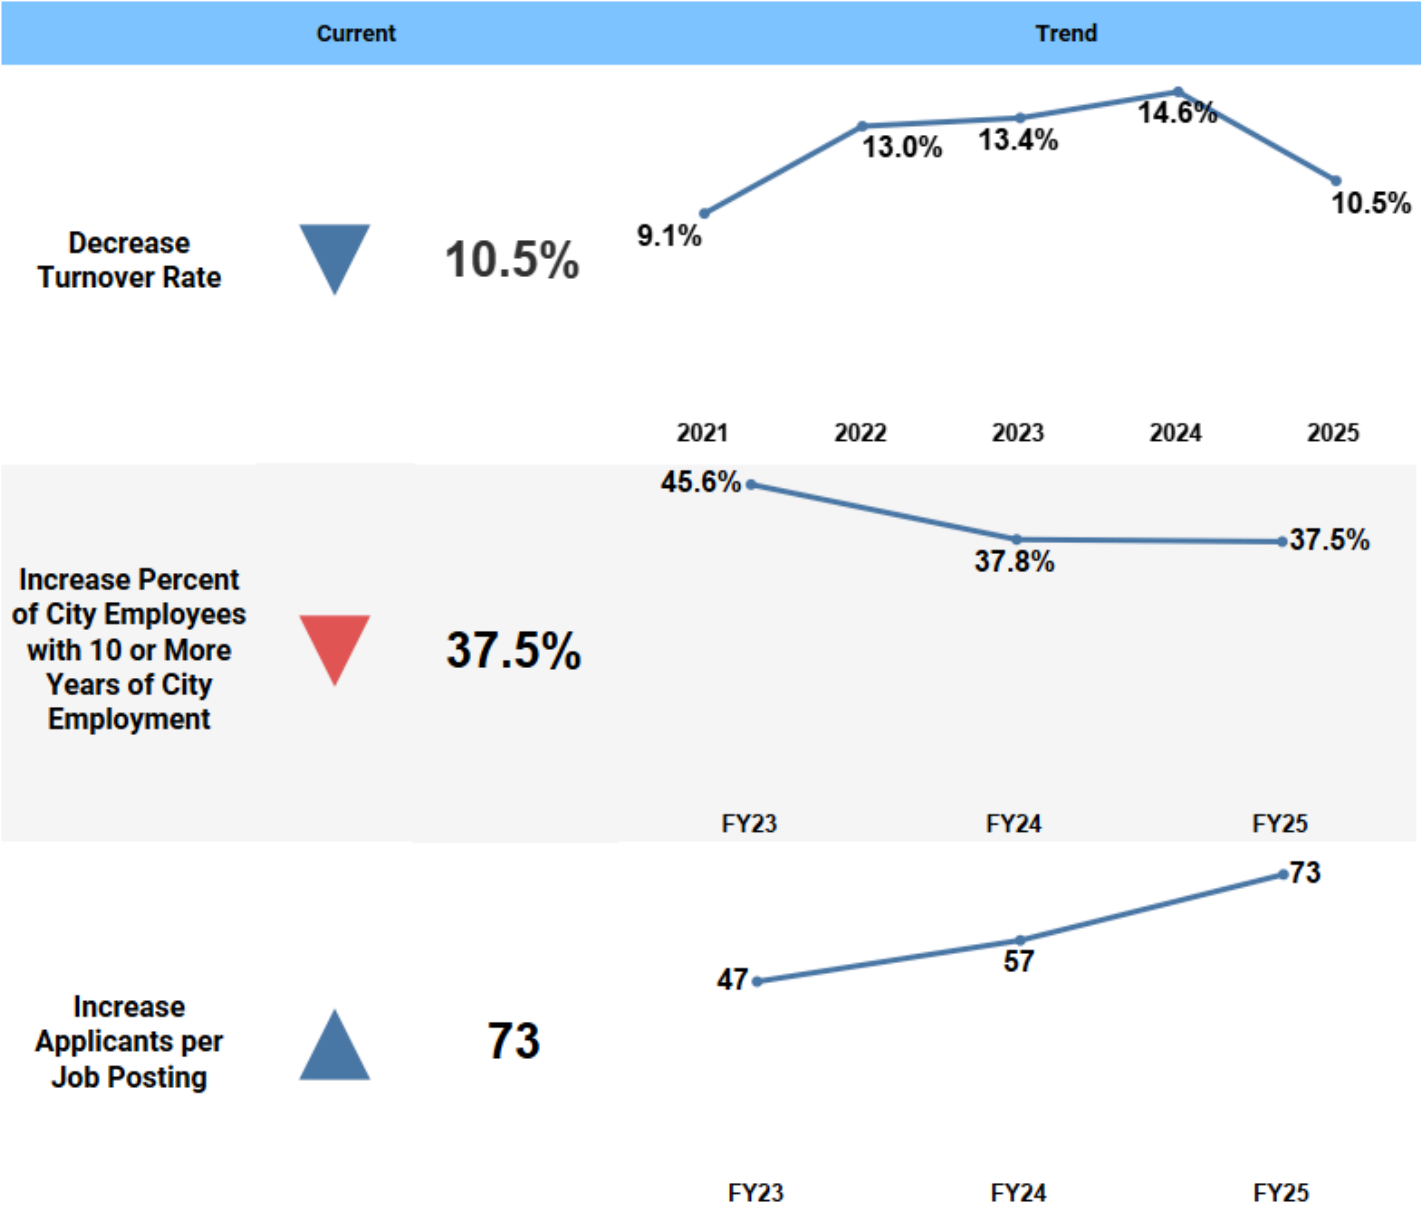 Current
Trend
Decrease
Turnover Rate
10.5%
9.1%
13.0%
13.4%
14.6%
10.5%
2021
2022
2023
2024
2025
Increase Percent
of City Employees
with 10 or More
Years of City
Employment
37.5%
45.6%
37.8%
37.5%
FY23
FY24
FY25
Increase
Applicants per
Job Posting
73
47
57
73
FY23
FY24
FY25